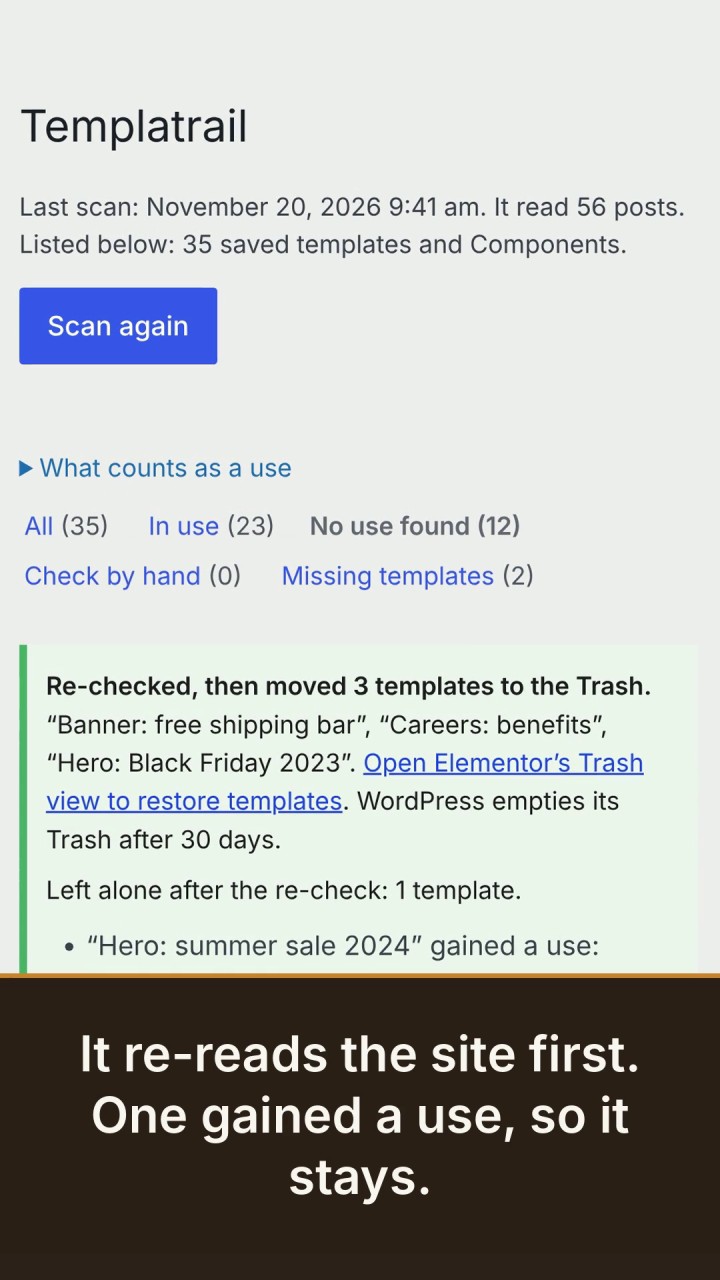 Templatrail
Last scan: November 20, 2026 9:41 am. It read 56 posts.
Listed below: 35 saved templates and Components.
Scan again
What counts as a use
All (35) In use (23) No use found (12)
Check by hand (0) Missing templates (2)
Re-checked, then moved 3 templates to the Trash.
“Banner: free shipping bar”, “Careers: benefits”,
“Hero: Black Friday 2023”. Open Elementor’s Trash
view to restore templates. WordPress empties its
Trash after 30 days.
Left alone after the re-check: 1 template.
• “Hero: summer sale 2024” gained a use:
It re-reads the site first.
One gained a use, so it
stays.